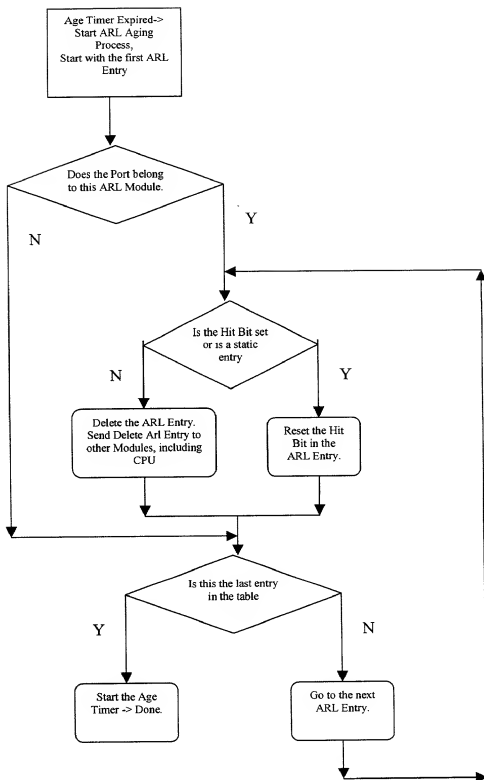 Age Timer Expired->
Start ARL Aging
Process,
Start with the first ARL
Entry
Does the Port belong
to this ARL Module.
N
Y
Is the Hit Bit set
or is a static
entry
N
Y
Delete the ARL Entry.
Send Delete Arl Entry to
other Modules, including
CPU
Reset the Hit
Bit in the
ARL Entry.
Is this the last entry
in the table
Y
N
Start the Age
Timer -> Done.
Go to the next
ARL Entry.